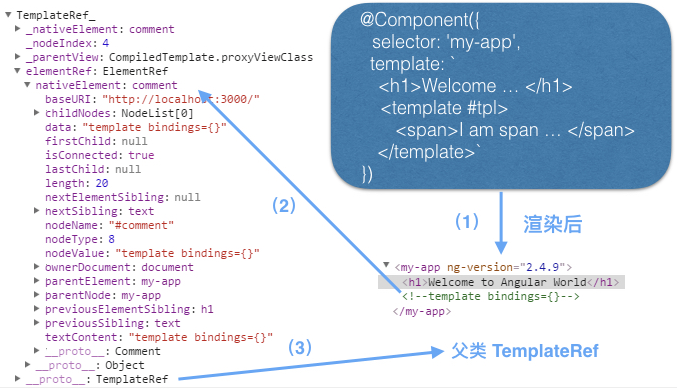 TemplateRef_
_nativeElement: comment
_nodeIndex: 4
_parentView: CompiledTemplate.proxyViewClass
elementRef: ElementRef
nativeElement: comment
baseURI: "http://localhost:3000/"
childNodes: NodeList[0]
data: "template bindings={}"
firstChild: null
isConnected: true
lastChild: null
length: 20
nextElementSibling: null
nextSibling: text
nodeName: "#comment"
nodeType: 8
nodeValue: "template bindings={}"
ownerDocument: document
parentElement: my-app
parentNode: my-app
previousElementSibling: h1
previousSibling: text
textContent: "template bindings={}"
__proto__: Comment
__proto__: Object
__proto__: TemplateRef
@Component({
selector: 'my-app',
template: `
<h1>Welcome ... </h1>
<template #tpl>
<span>I am span ... </span>
</template>`
})
（1）
渲染后
（2）
<my-app ng-version="2.4.9">
<h1>Welcome to Angular World</h1>
<!--template bindings={}-->
</my-app>
（3）
父类 TemplateRef